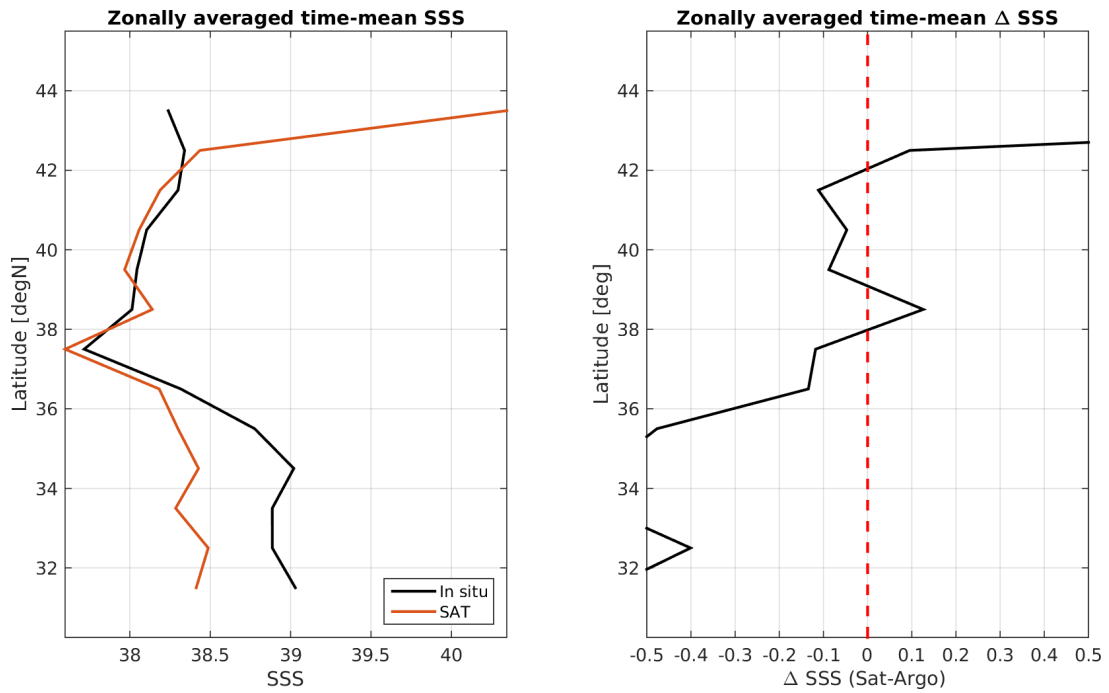 Zonally averaged time-mean SSS
44
42
40
38
36
34
32
Latitude [degN]
38 38.5 39 39.5 40
SSS
In situ
SAT
Zonally averaged time-mean Δ SSS
44
42
40
38
36
34
32
Latitude [deg]
-0.5 -0.4 -0.3 -0.2 -0.1 0 0.1 0.2 0.3 0.4 0.5
Δ SSS (Sat-Argo)